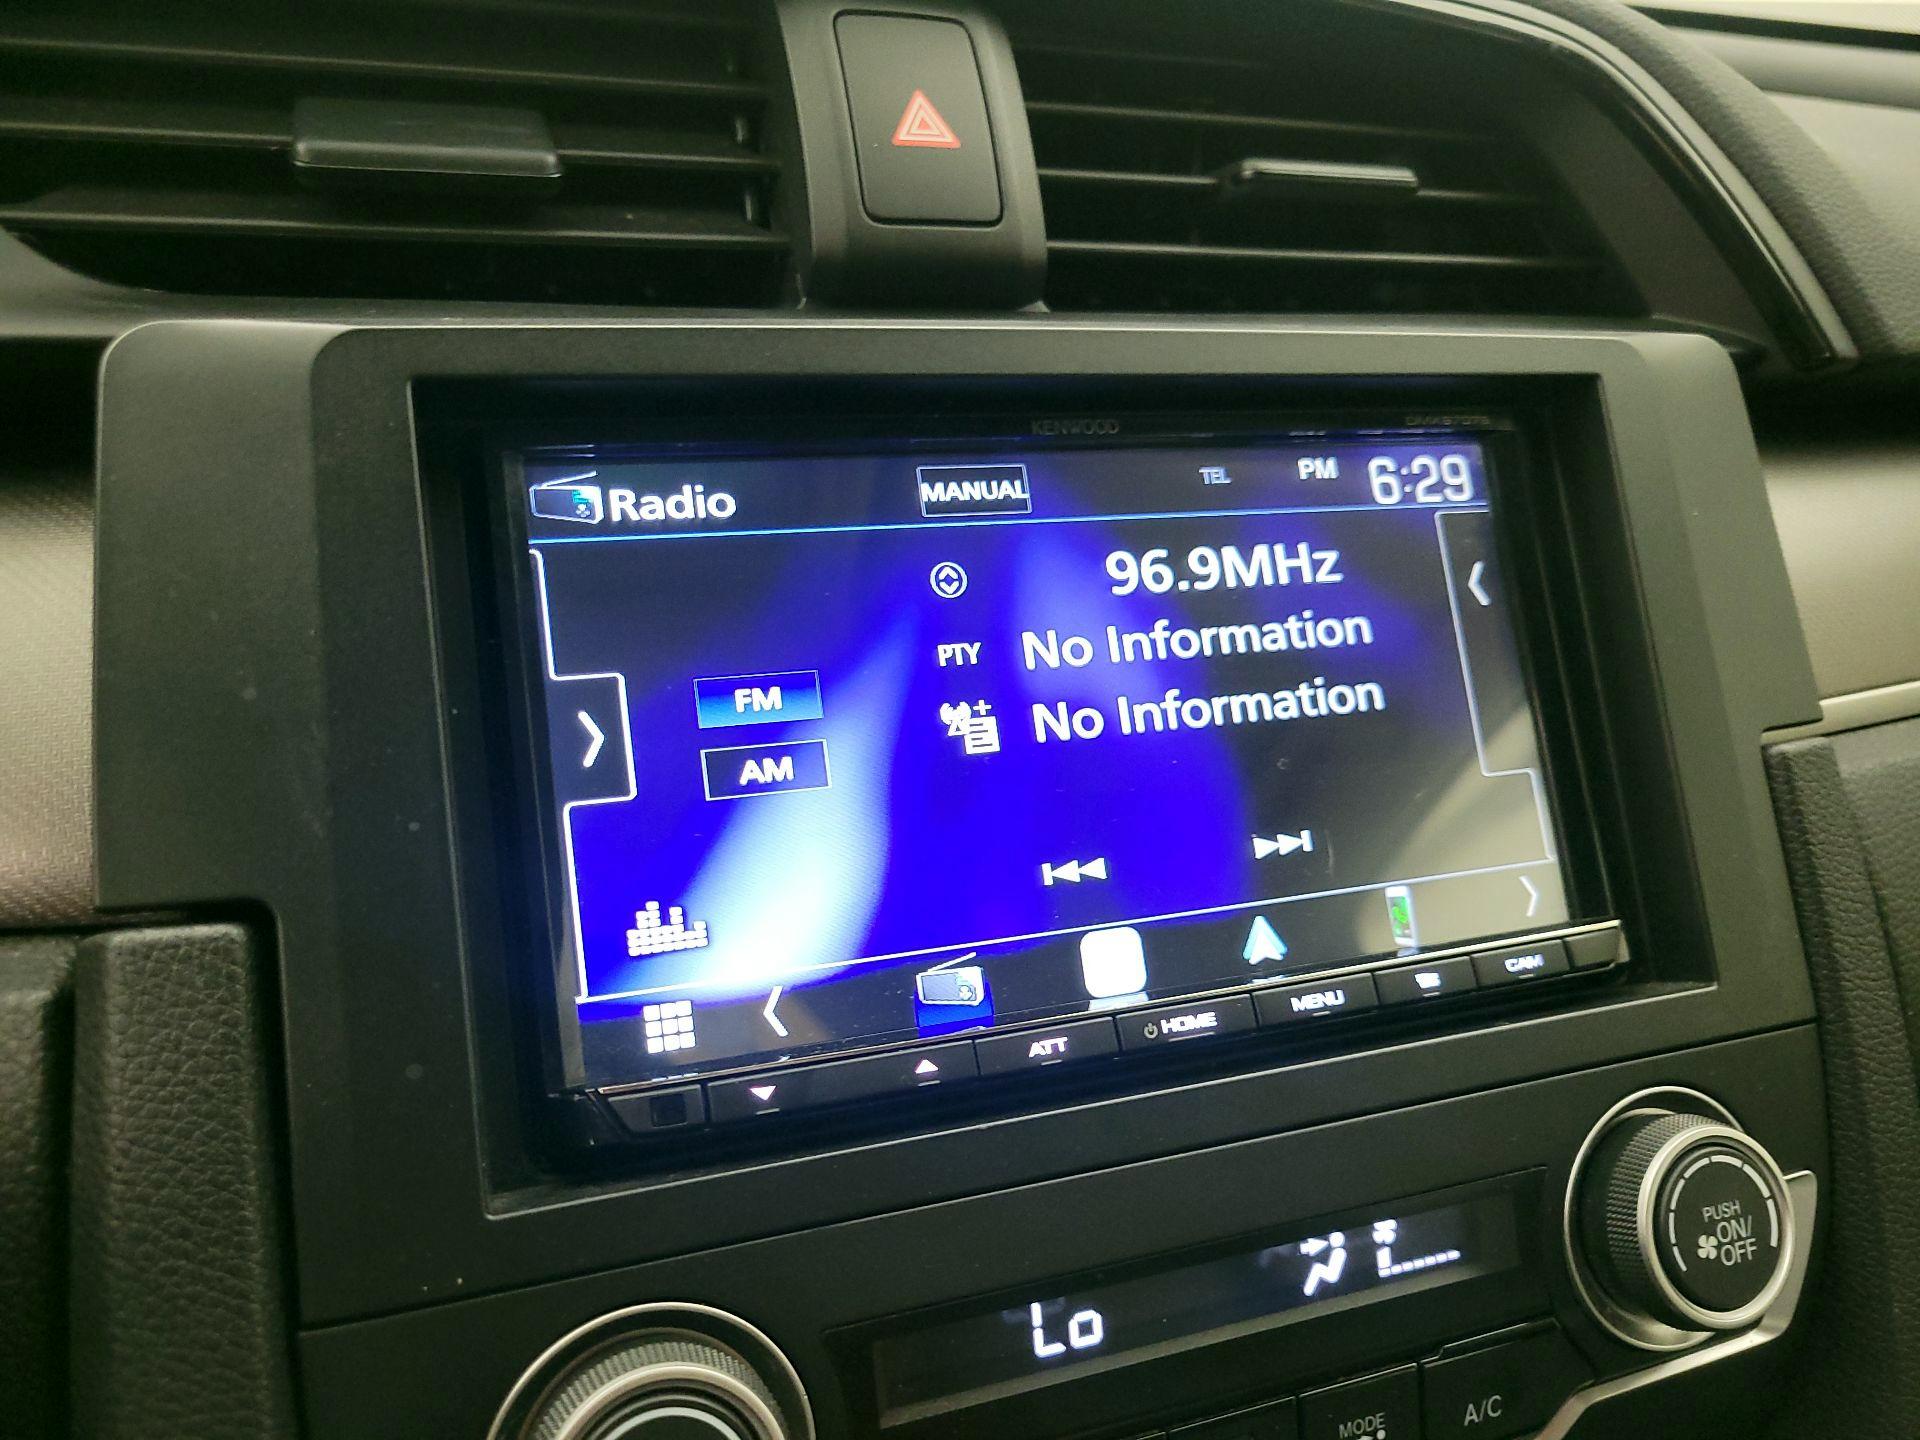 KENWOOD
Radio
MANUAL
TEL
PM 6:29
96.9MHz
PTY No Information
No Information
FM
AM
ATT
HOME
MENU
CAM
PUSH
ON/
OFF
Lo
MODE
A/C